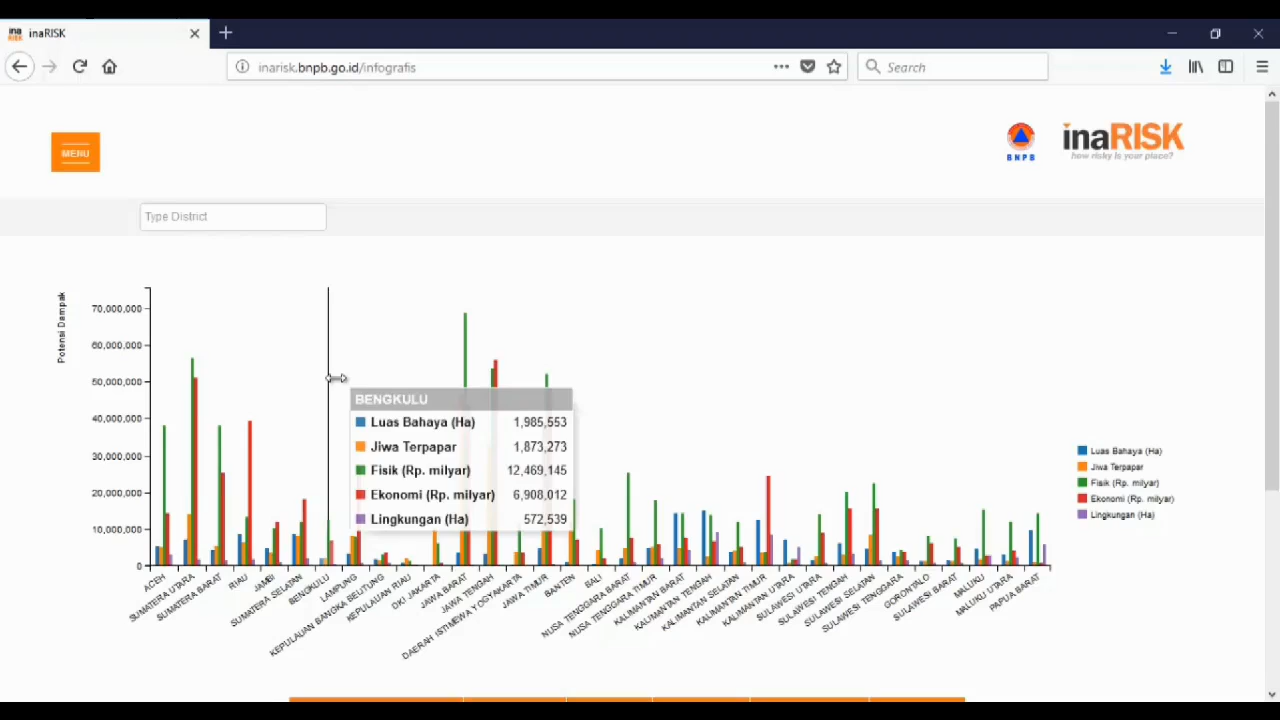 inaRISK
inarisk.bnpb.go.id/infografis
Search
MENU
BNPB
inaRISK
how risky is your place?
Type District
Potensi Dampak
70,000,000
60,000,000
50,000,000
40,000,000
30,000,000
20,000,000
10,000,000
0
BENGKULU
Luas Bahaya (Ha) 1,985,553
Jiwa Terpapar 1,873,273
Fisik (Rp. milyar) 12,469,145
Ekonomi (Rp. milyar) 6,908,012
Lingkungan (Ha) 572,539
Luas Bahaya (Ha)
Jiwa Terpapar
Fisik (Rp. milyar)
Ekonomi (Rp. milyar)
Lingkungan (Ha)
ACEH
SUMATERA UTARA
SUMATERA BARAT
RIAU
JAMBI
SUMATERA SELATAN
BENGKULU
LAMPUNG
KEPULAUAN BANGKA BELITUNG
KEPULAUAN RIAU
DKI JAKARTA
JAWA BARAT
JAWA TENGAH
DAERAH ISTIMEWA YOGYAKARTA
JAWA TIMUR
BANTEN
BALI
NUSA TENGGARA BARAT
NUSA TENGGARA TIMUR
KALIMANTAN BARAT
KALIMANTAN TENGAH
KALIMANTAN SELATAN
KALIMANTAN TIMUR
KALIMANTAN UTARA
SULAWESI UTARA
SULAWESI TENGAH
SULAWESI SELATAN
SULAWESI TENGGARA
GORONTALO
SULAWESI BARAT
MALUKU
MALUKU UTARA
PAPUA BARAT